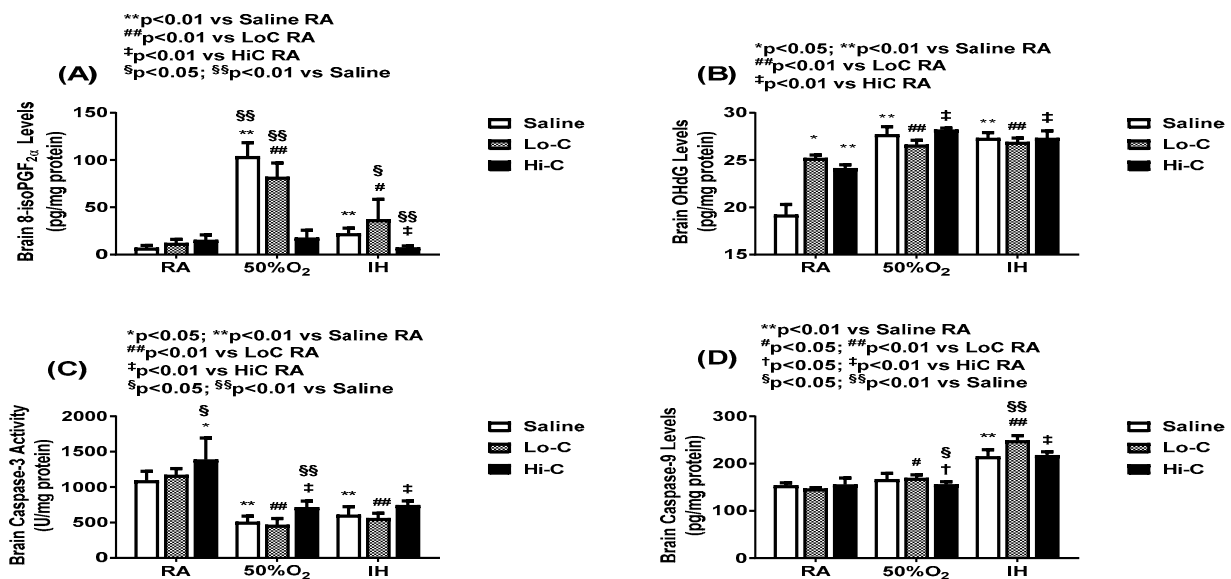 **p<0.01 vs Saline RA
##p<0.01 vs LoC RA
‡p<0.01 vs HiC RA
§p<0.05; §§p<0.01 vs Saline
(A)
Brain 8-isoPGF2α Levels
(pg/mg protein)
150
100
50
0
§§
**
§§
##
**
§
#
§§
‡
RA
50%O2
IH
Saline
Lo-C
Hi-C
*p<0.05; **p<0.01 vs Saline RA
##p<0.01 vs LoC RA
‡p<0.01 vs HiC RA
(B)
Brain OHdG Levels
(pg/mg protein)
30
26
21
15
*
**
**
##
‡
**
##
‡
RA
50%O2
IH
Saline
Lo-C
Hi-C
*p<0.05; **p<0.01 vs Saline RA
##p<0.01 vs LoC RA
‡p<0.01 vs HiC RA
§p<0.05; §§p<0.01 vs Saline
(C)
Brain Caspase-3 Activity
(U/mg protein)
2000
1500
1000
500
0
§
*
**
##
§§
‡
**
##
‡
RA
50%O2
IH
Saline
Lo-C
Hi-C
**p<0.01 vs Saline RA
#p<0.05; ##p<0.01 vs LoC RA
†p<0.05; ‡p<0.01 vs HiC RA
§p<0.05; §§p<0.01 vs Saline
(D)
Brain Caspase-9 Levels
(pg/mg protein)
300
200
100
0
#
§
†
**
§§
##
‡
RA
50%O2
IH
Saline
Lo-C
Hi-C